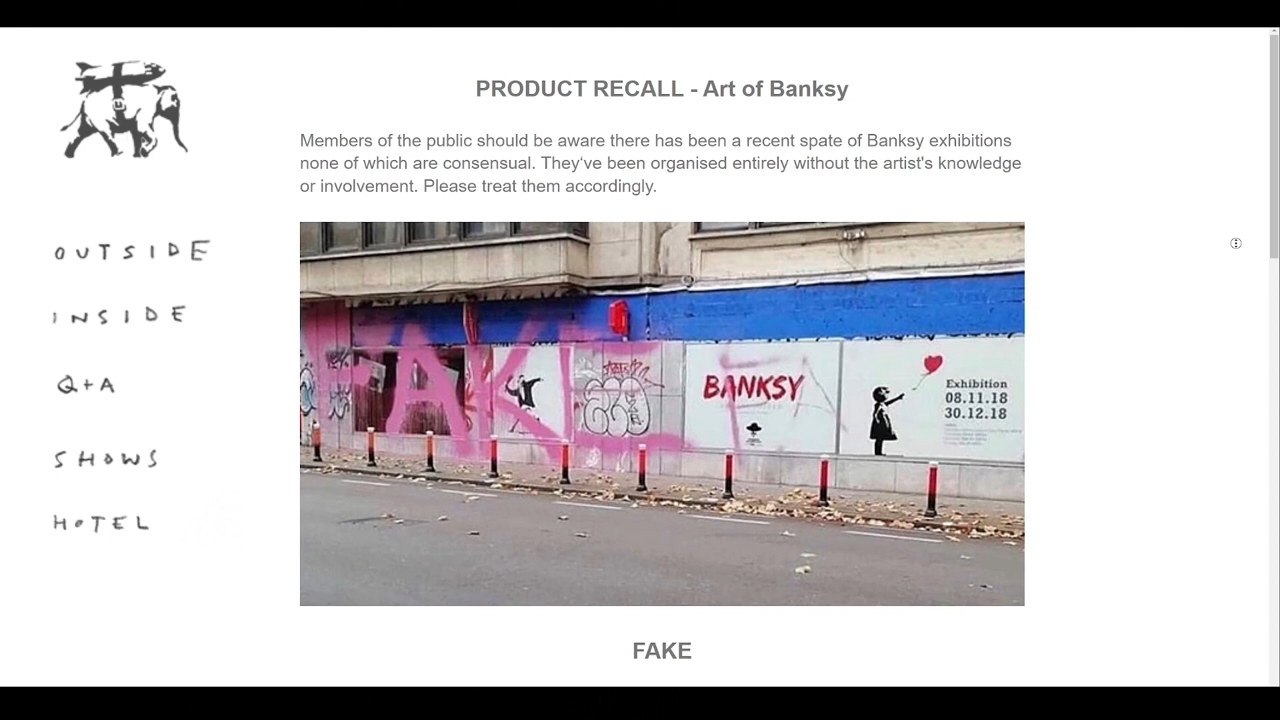 PRODUCT RECALL - Art of Banksy
Members of the public should be aware there has been a recent spate of Banksy exhibitions
none of which are consensual. They‘ve been organised entirely without the artist's knowledge
or involvement. Please treat them accordingly.
OUTSIDE
INSIDE
Q+A
SHOWS
HOTEL
FAKE
BANKSY
FA
Exhibition
08.11.18
30.12.18
FAKE